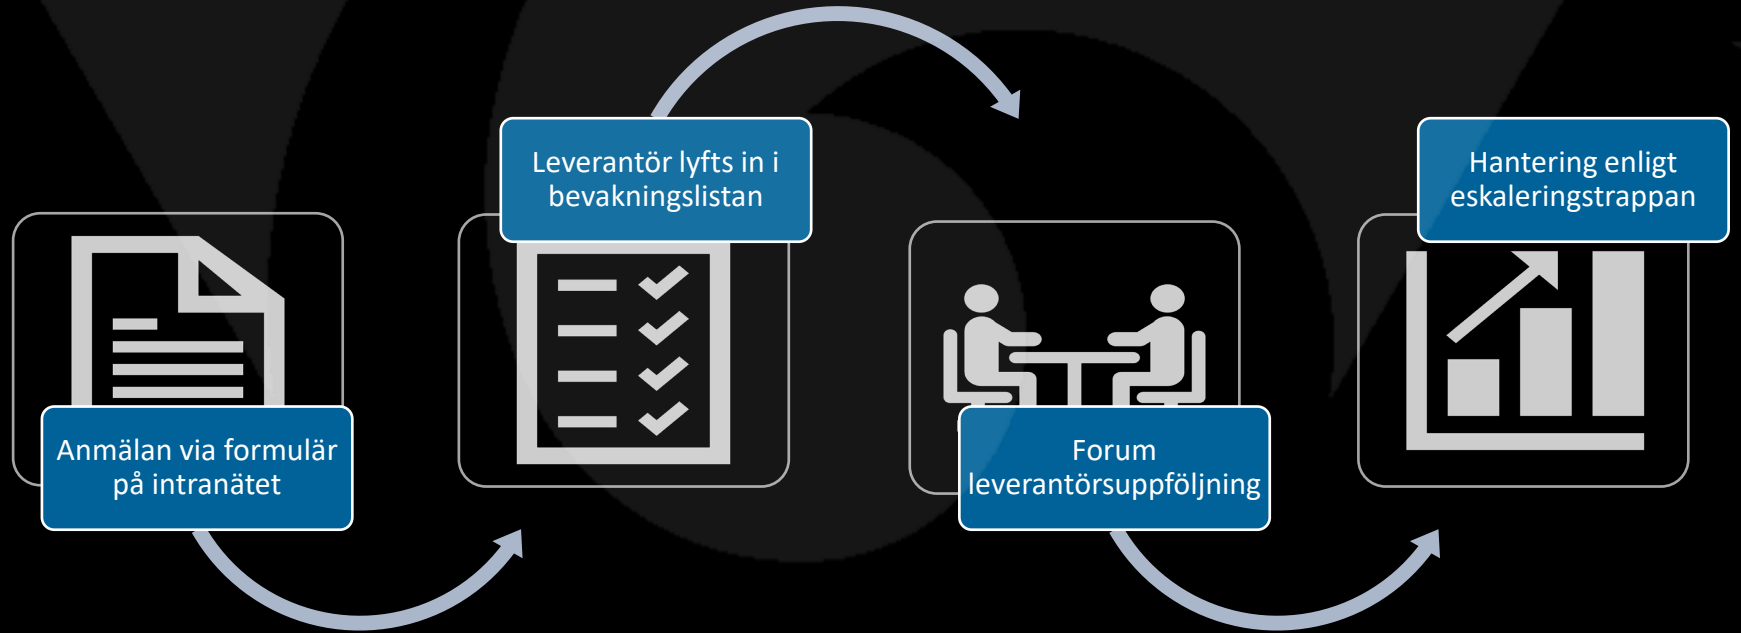 Anmälan via formulär
på intranätet
Leverantör lyfts in i
bevakningslistan
Forum
leverantörsuppföljning
Hantering enligt
eskaleringstrappan